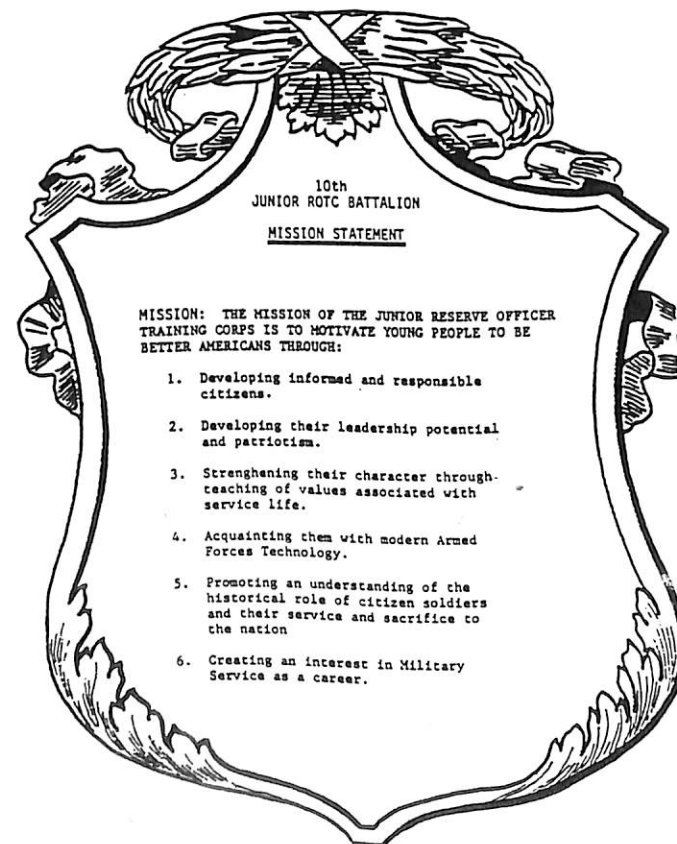 10th
JUNIOR ROTC BATTALION
MISSION STATEMENT
MISSION: THE MISSION OF THE JUNIOR RESERVE OFFICER
TRAINING CORPS IS TO MOTIVATE YOUNG PEOPLE TO BE
BETTER AMERICANS THROUGH:
1. Developing informed and responsible
citizens.
2. Developing their leadership potential
and patriotism.
3. Strenghening their character through-
teaching of values associated with
service life.
4. Acquainting them with modern Armed
Forces Technology.
5. Promoting an understanding of the
historical role of citizen soldiers
and their service and sacrifice to
the nation
6. Creating an interest in Military
Service as a career.